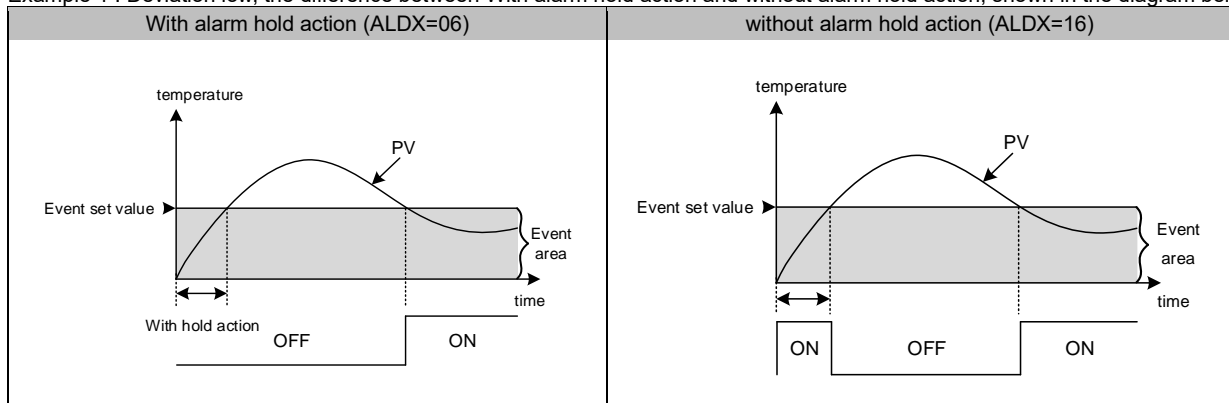 Example 1 : Deviation low, the difference between With alarm hold action and without alarm hold action, shown in the diagram
With alarm hold action (ALDX=06)
without alarm hold action (ALDX=16)
temperature
PV
Event set value
Event
area
time
With hold action
OFF
ON
temperature
PV
Event set value
Event
area
time
ON
OFF
ON